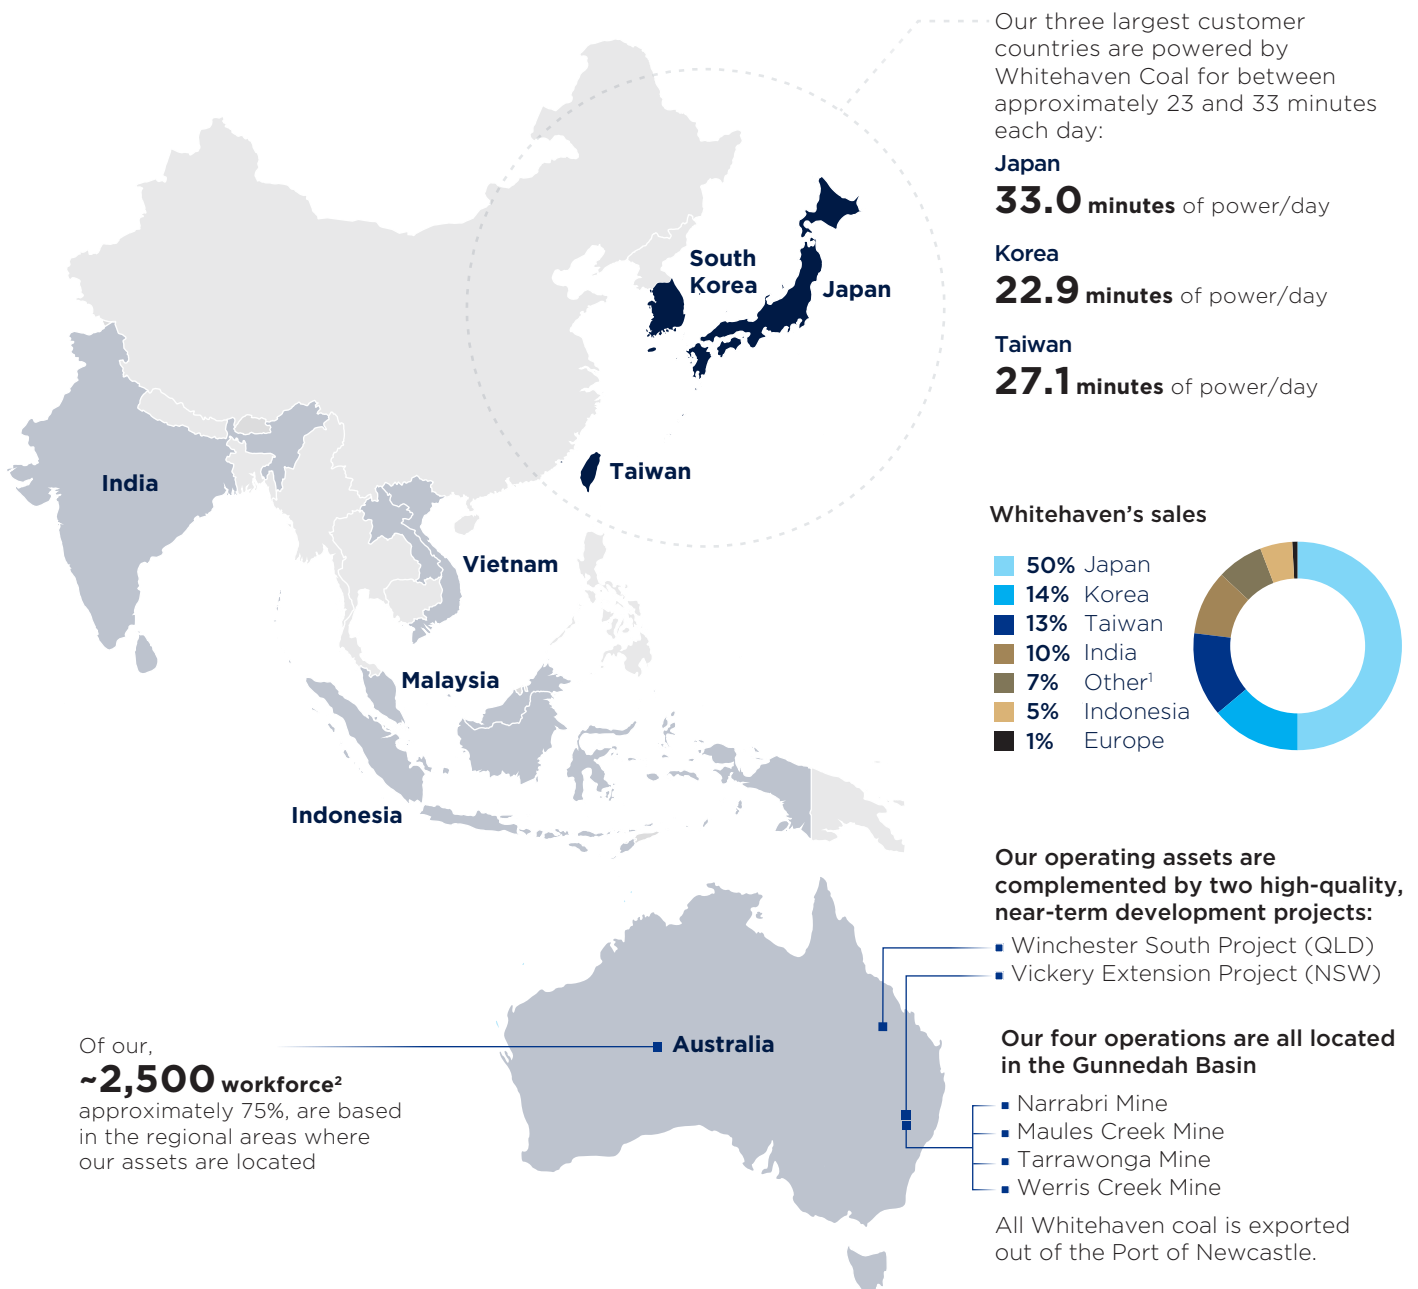 Our three largest customer
countries are powered by
Whitehaven Coal for between
approximately 23 and 33 minutes
each day:
Japan
33.0 minutes of power/day
Korea
22.9 minutes of power/day
Taiwan
27.1 minutes of power/day
South
Korea
Japan
Taiwan
India
Vietnam
Malaysia
Indonesia
Whitehaven’s sales
50% Japan
14% Korea
13% Taiwan
10% India
7% Other¹
5% Indonesia
1% Europe
Our operating assets are
complemented by two high-quality,
near-term development projects:
Winchester South Project (QLD)
Vickery Extension Project (NSW)
Australia
Of our,
~2,500 workforce²
approximately 75%, are based
in the regional areas where
our assets are located
Our four operations are all located
in the Gunnedah Basin
Narrabri Mine
Maules Creek Mine
Tarrawonga Mine
Werris Creek Mine
All Whitehaven coal is exported
out of the Port of Newcastle.